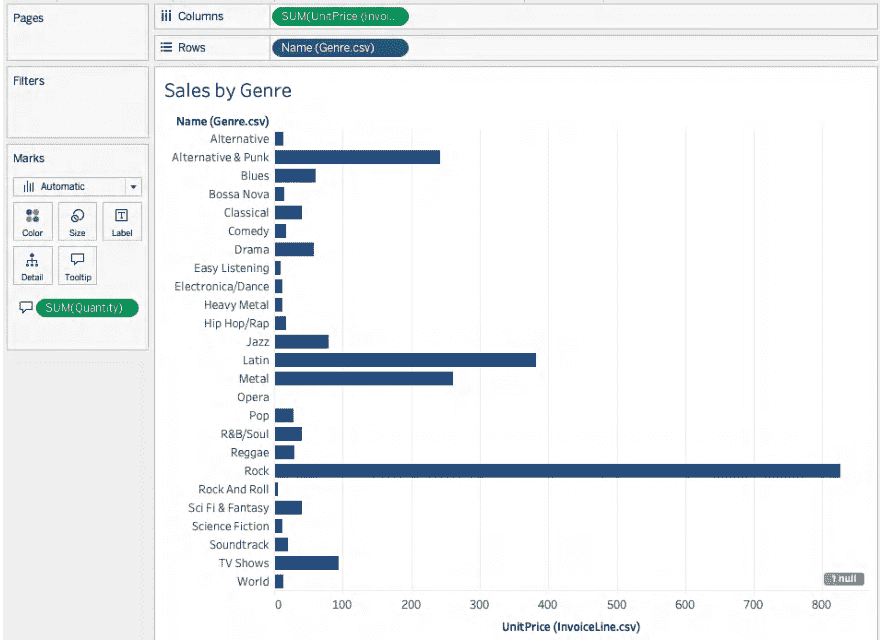 Pages
Columns
SUM(UnitPrice (Invoi..
Rows
Name (Genre.csv)
Filters
Sales by Genre
Name (Genre.csv)
Alternative
Alternative & Punk
Blues
Bossa Nova
Classical
Comedy
Drama
Easy Listening
Electronica/Dance
Heavy Metal
Hip Hop/Rap
Jazz
Latin
Metal
Opera
Pop
R&B/Soul
Reggae
Rock
Rock And Roll
Sci Fi & Fantasy
Science Fiction
Soundtrack
TV Shows
World
1 null
0 100 200 300 400 500 600 700 800
UnitPrice (InvoiceLine.csv)
Marks
Automatic
Color Size Label
Detail Tooltip
SUM(Quantity)